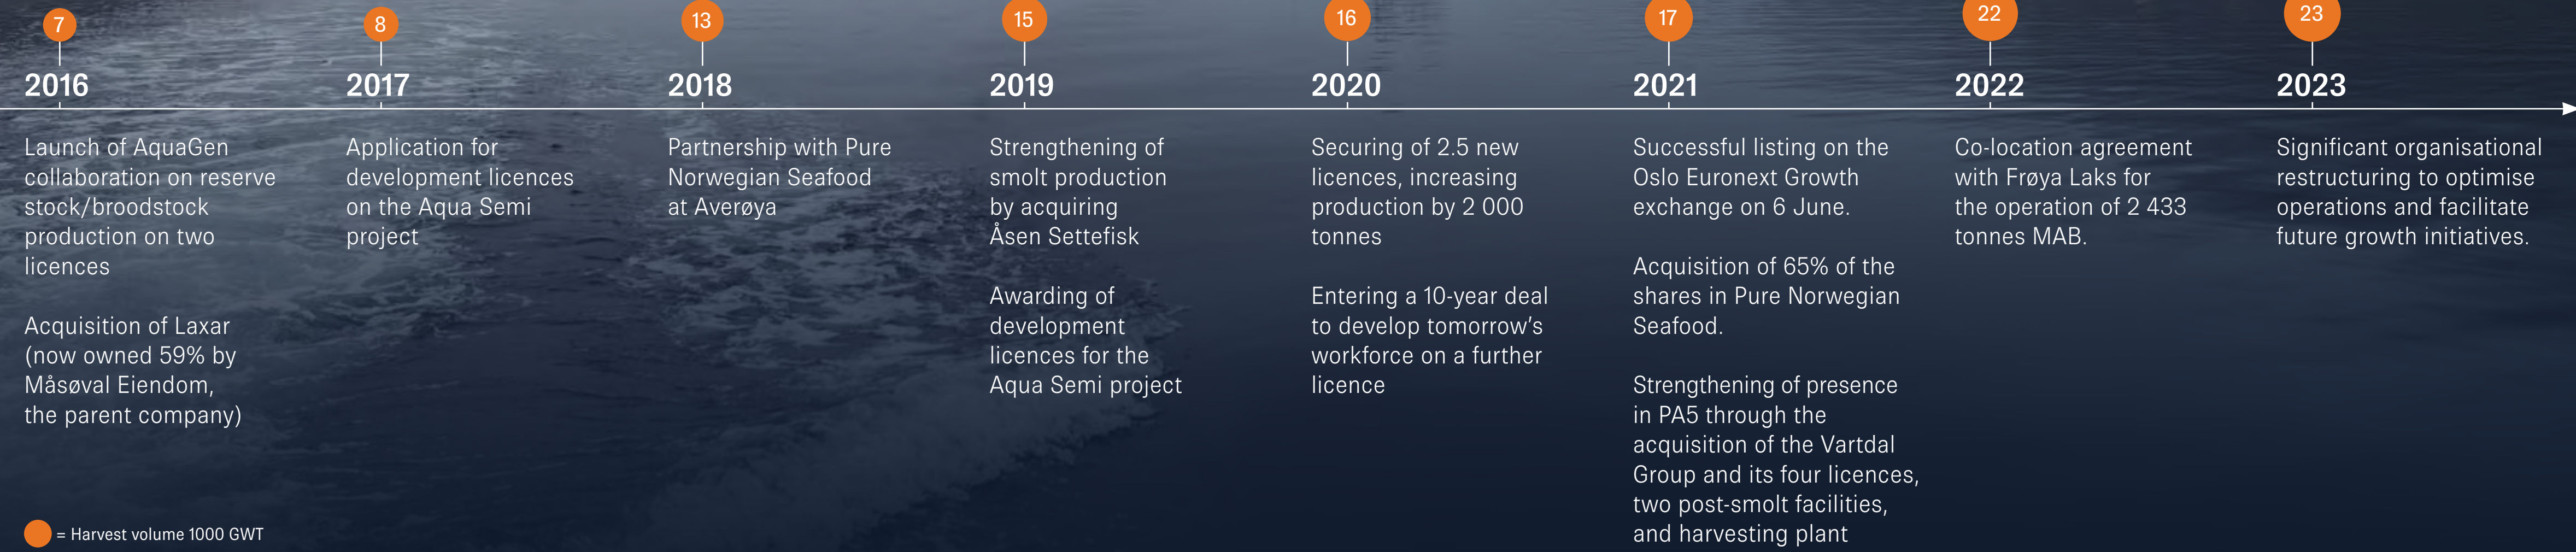 7
2016
Launch of AquaGen
collaboration on reserve
stock/broodstock
production on two
licences
Acquisition of Laxar
(now owned 59% by
Måsøval Eiendom,
the parent company)
8
2017
Application for
development licences
on the Aqua Semi
project
13
2018
Partnership with Pure
Norwegian Seafood
at Averøya
15
2019
Strengthening of
smolt production
by acquiring
Åsen Settefisk
Awarding of
development
licences for the
Aqua Semi project
16
2020
Securing of 2.5 new
licences, increasing
production by 2 000
tonnes
Entering a 10-year deal
to develop tomorrow's
workforce on a further
licence
17
2021
Successful listing on the
Oslo Euronext Growth
exchange on 6 June.
Acquisition of 65% of the
shares in Pure Norwegian
Seafood.
Strengthening of presence
in PA5 through the
acquisition of the Vartdal
Group and its four licences,
two post-smolt facilities,
and harvesting plant
22
2022
Co-location agreement
with Frøya Laks for
the operation of 2 433
tonnes MAB.
23
2023
Significant organisational
restructuring to optimise
operations and facilitate
future growth initiatives.
= Harvest volume 1000 GWT